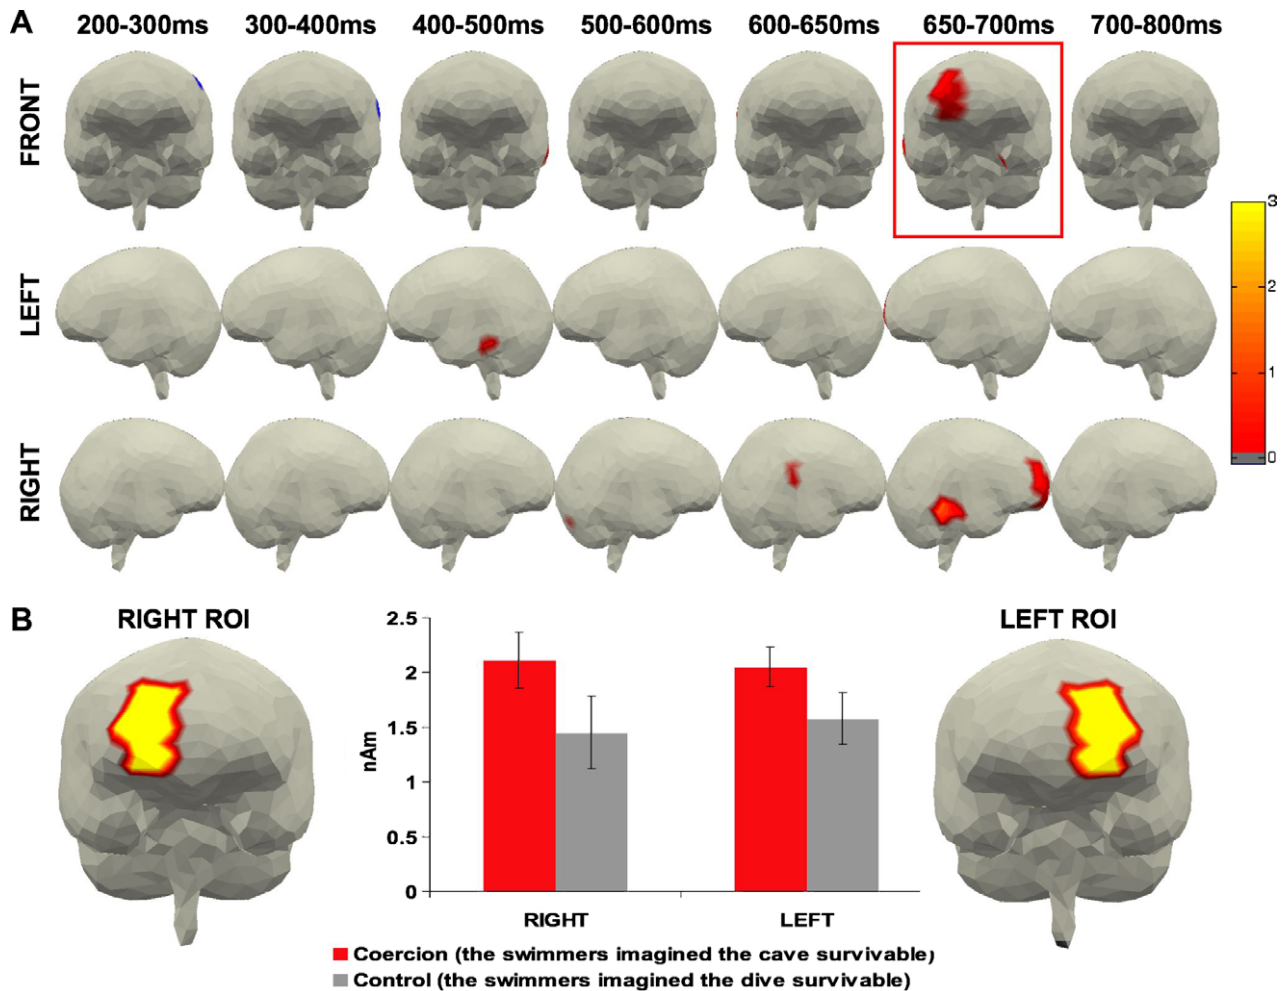 A
200-300ms 300-400ms 400-500ms 500-600ms 600-650ms 650-700ms 700-800ms
FRONT
LEFT
RIGHT
3
2
1
0
B
RIGHT ROI
LEFT ROI
2.5
2
1.5
1
0.5
0
nAm
RIGHT LEFT
Coercion (the swimmers imagined the cave survivable)
Control (the swimmers imagined the dive survivable)